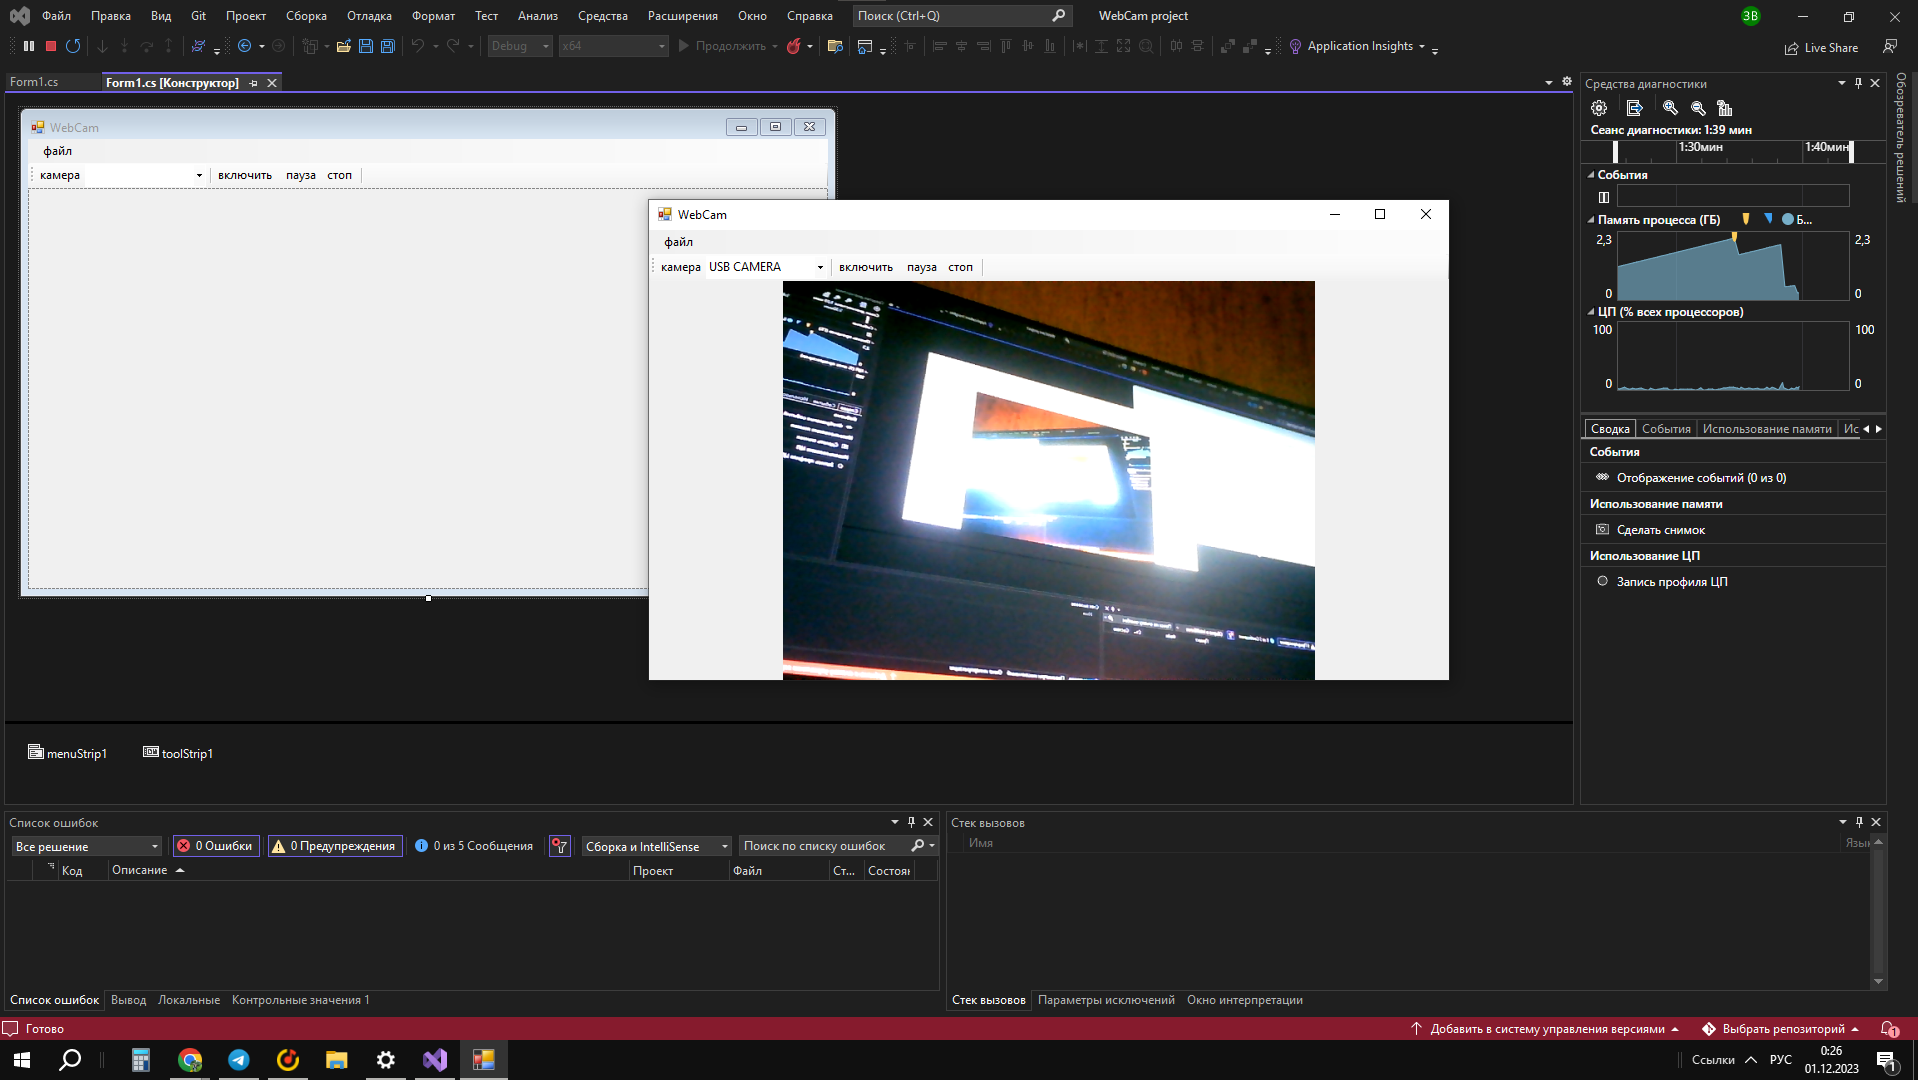 Файл Правка Вид Git Проект Сборка Отладка Формат Тест Анализ Средства Расширения Окно Справка Поиск (Ctrl+Q) WebCam project ЗВ
Debug x64 Продолжить Application Insights Live Share
Form1.cs Form1.cs [Конструктор]
WebCam
файл
камера включить пауза стоп
WebCam
файл
камера USB CAMERA включить пауза стоп
menuStrip1 toolStrip1
Средства диагностики
Сеанс диагностики: 1:39 мин
1:30мин 1:40мин
События
Память процесса (ГБ) Б...
2,3 2,3
0 0
ЦП (% всех процессоров)
100 100
0 0
Сводка События Использование памяти Ис
События
Отображение событий (0 из 0)
Использование памяти
Сделать снимок
Использование ЦП
Запись профиля ЦП
Обозреватель решений
Список ошибок
Все решение 0 Ошибки 0 Предупреждения 0 из 5 Сообщения Сборка и IntelliSense Поиск по списку ошибок
Код Описание Проект Файл Ст... Состоян
Список ошибок Вывод Локальные Контрольные значения 1
Стек вызовов
Имя Язык
Стек вызовов Параметры исключений Окно интерпретации
Готово Добавить в систему управления версиями Выбрать репозиторий 1
Ссылки РУС 0:26
01.12.2023 1